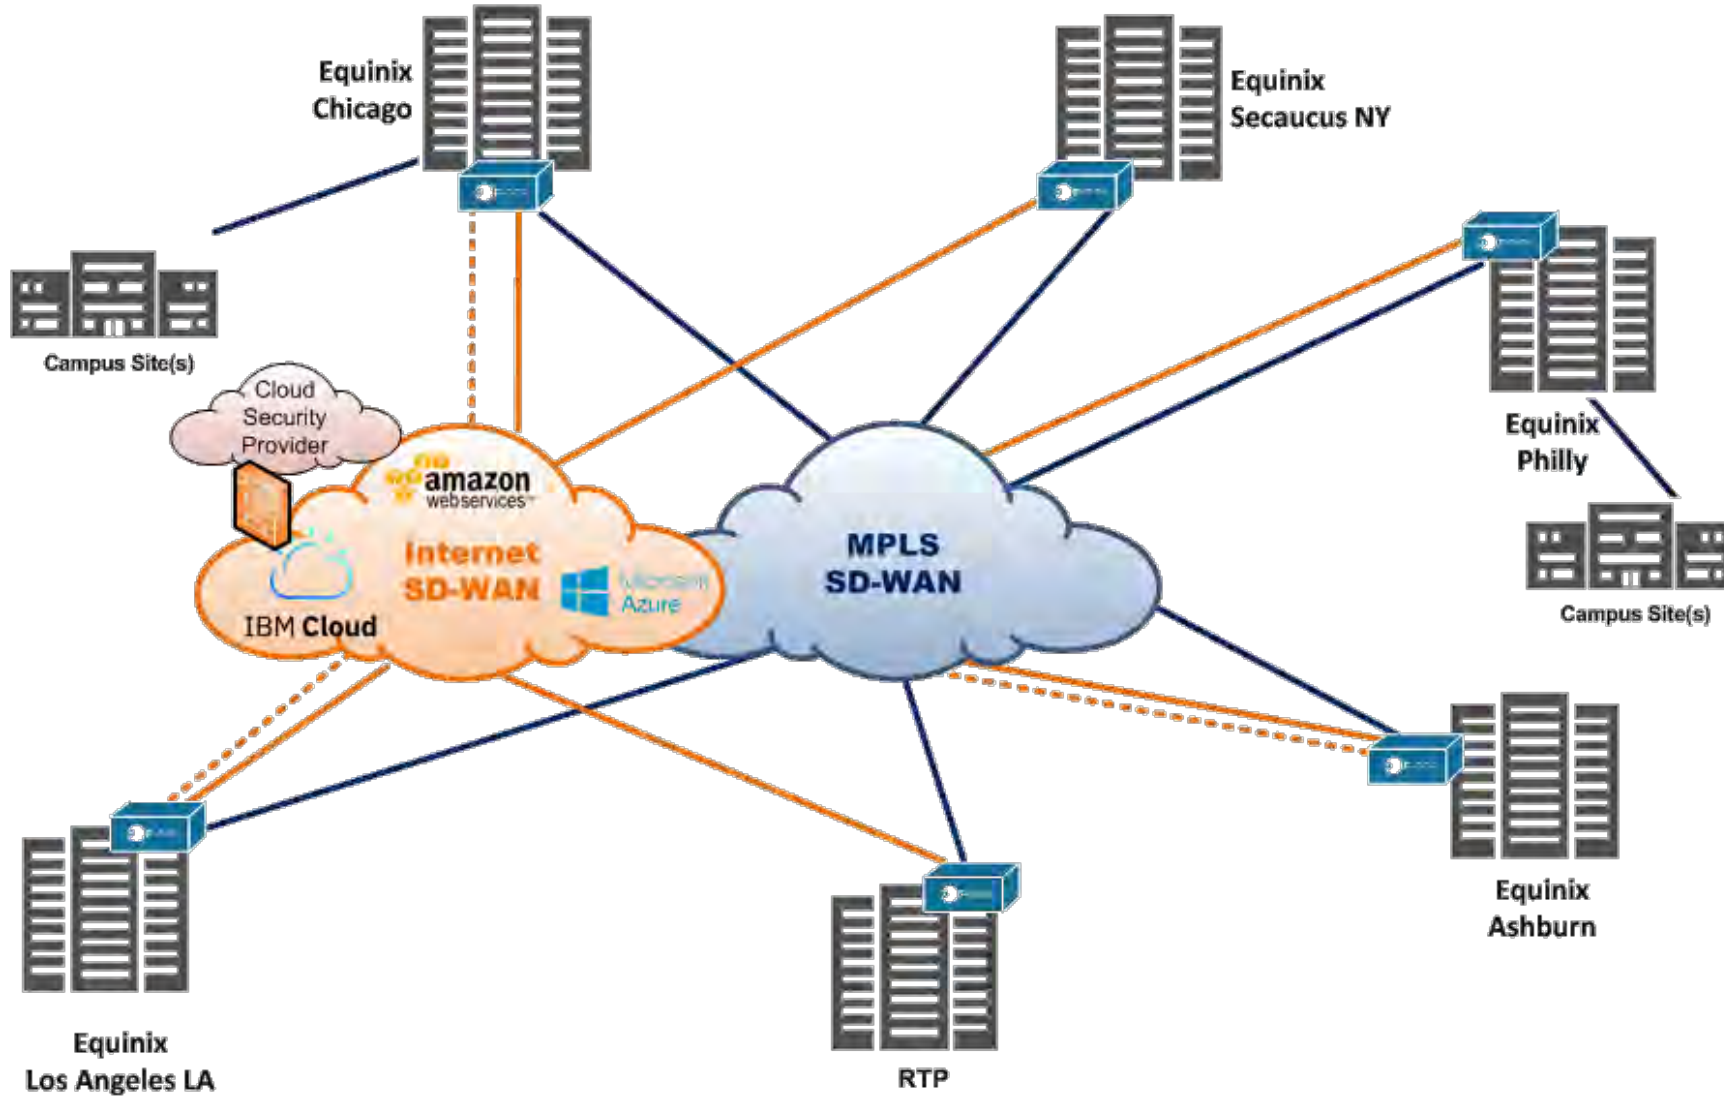 Equinix
Chicago
Equinix
Secaucus NY
Campus Site(s)
Cloud
Security
Provider
Equinix
Philly
amazon
webservices™
Internet
SD-WAN
MPLS
SD-WAN
Microsoft
Azure
IBM Cloud
Campus Site(s)
Equinix
Ashburn
Equinix
Los Angeles LA
RTP